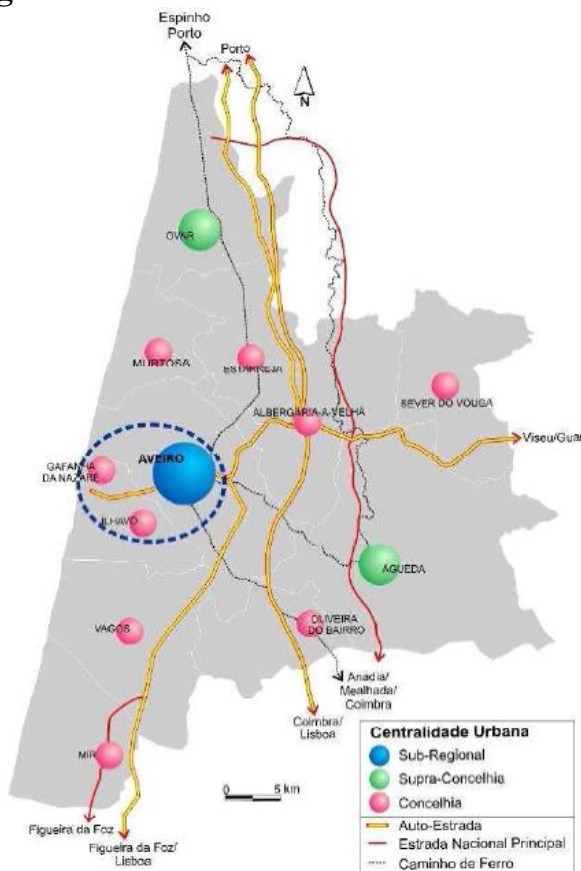 Espinho
Porto
Porto
N
OVAR
MURTOSA
ESTARREJA
SEVER DO VOUGA
ALBERGARIA-A-VELHA
Viseu/Guar
AVEIRO
GAFANHA
DA NAZARÉ
ÍLHAVO
ÁGUEDA
VAGOS
OLIVEIRA
DO BAIRRO
Anadia/
Mealhada/
Coimbra
Coimbra/
Lisboa
MIR
0 5 km
Figueira da Foz
Figueira da Foz/
Lisboa
Centralidade Urbana
Sub-Regional
Supra-Concelhia
Concelhia
Auto-Estrada
Estrada Nacional Principal
Caminho de Ferro